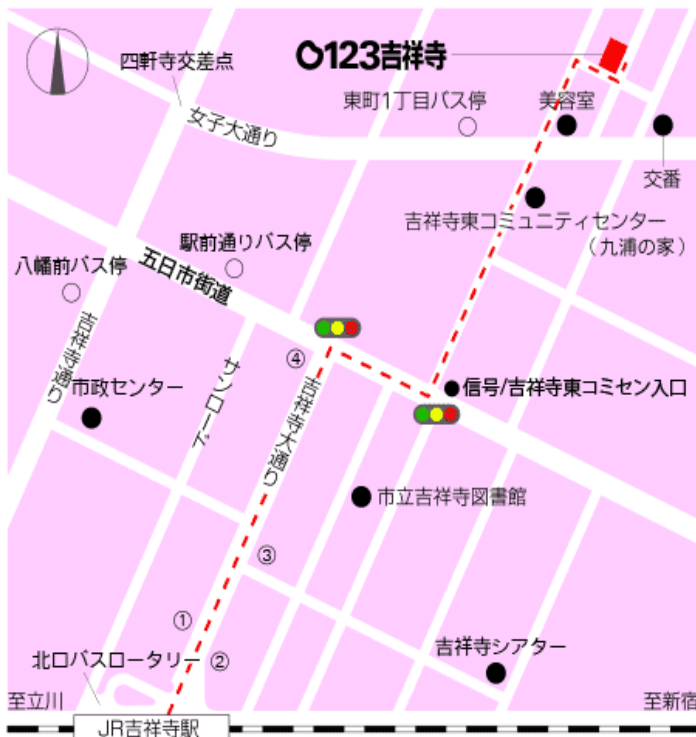 四軒寺交差点
123吉祥寺
東町1丁目バス停
美容室
女子大通り
交番
吉祥寺東コミュニティセンター
（九浦の家）
駅前通りバス停
八幡前バス停
五日市街道
吉祥寺通り
サンロード
④
吉祥寺大通り
市政センター
信号/吉祥寺東コミセン入口
市立吉祥寺図書館
③
①
②
北口バスロータリー
吉祥寺シアター
至立川
至新宿
JR吉祥寺駅